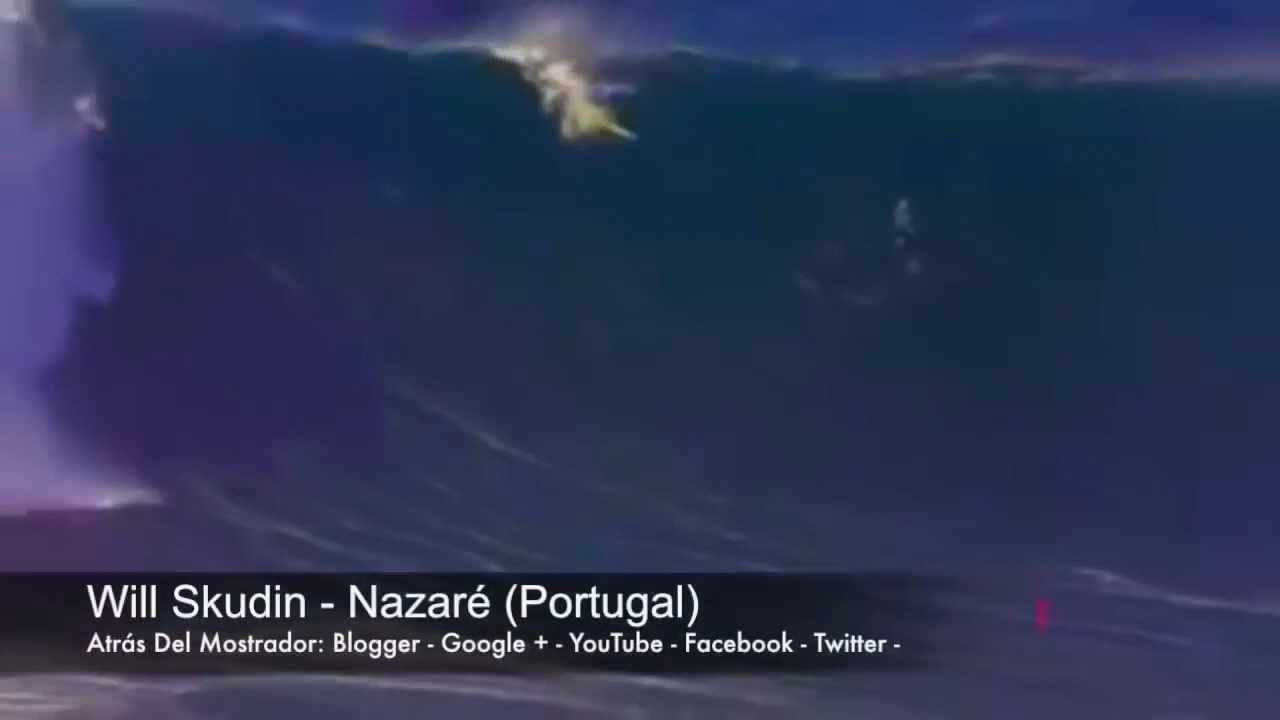 Will Skudin - Nazaré (Portugal)
Atrás Del Mostrador: Blogger - Google + - YouTube - Facebook - Twitter -